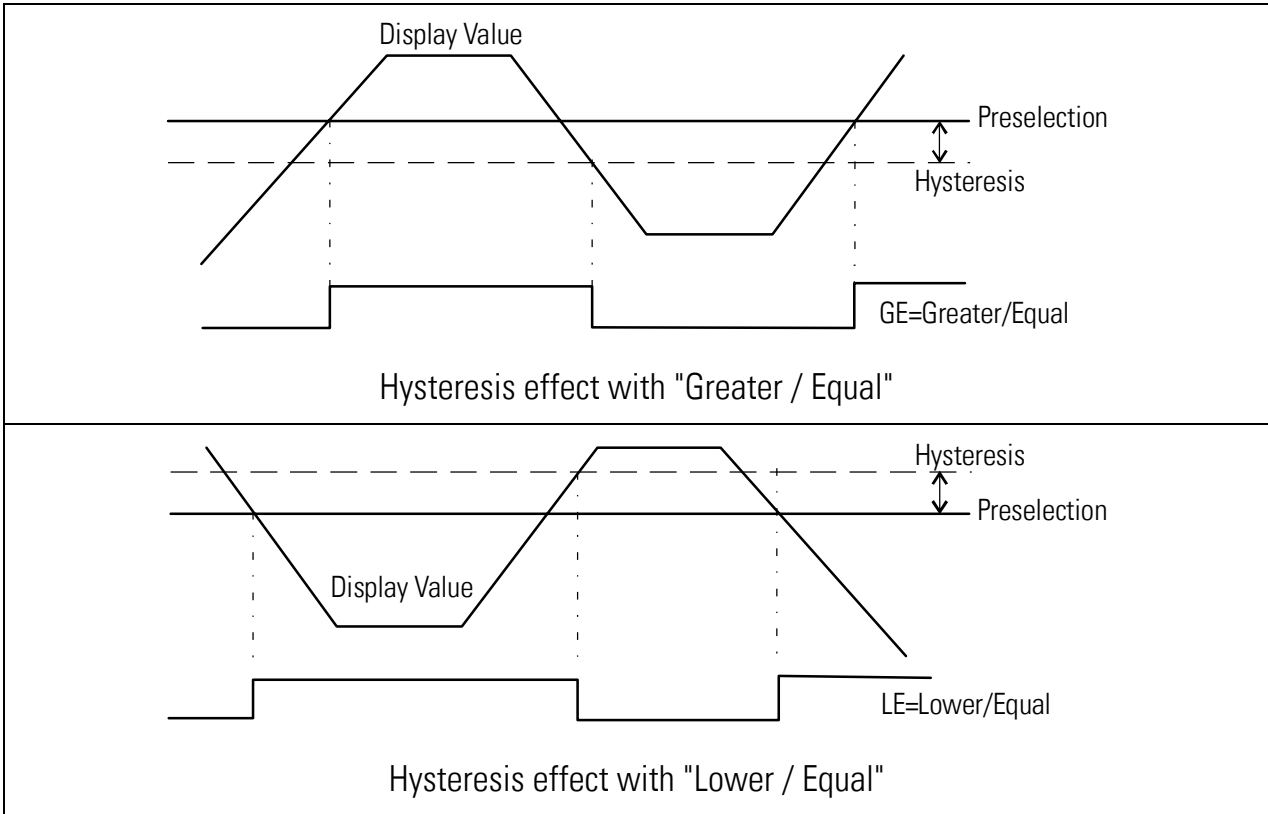 Display Value
Preselection
Hysteresis
GE=Greater/Equal
Hysteresis effect with "Greater / Equal"
Hysteresis
Preselection
Display Value
LE=Lower/Equal
Hysteresis effect with "Lower / Equal"